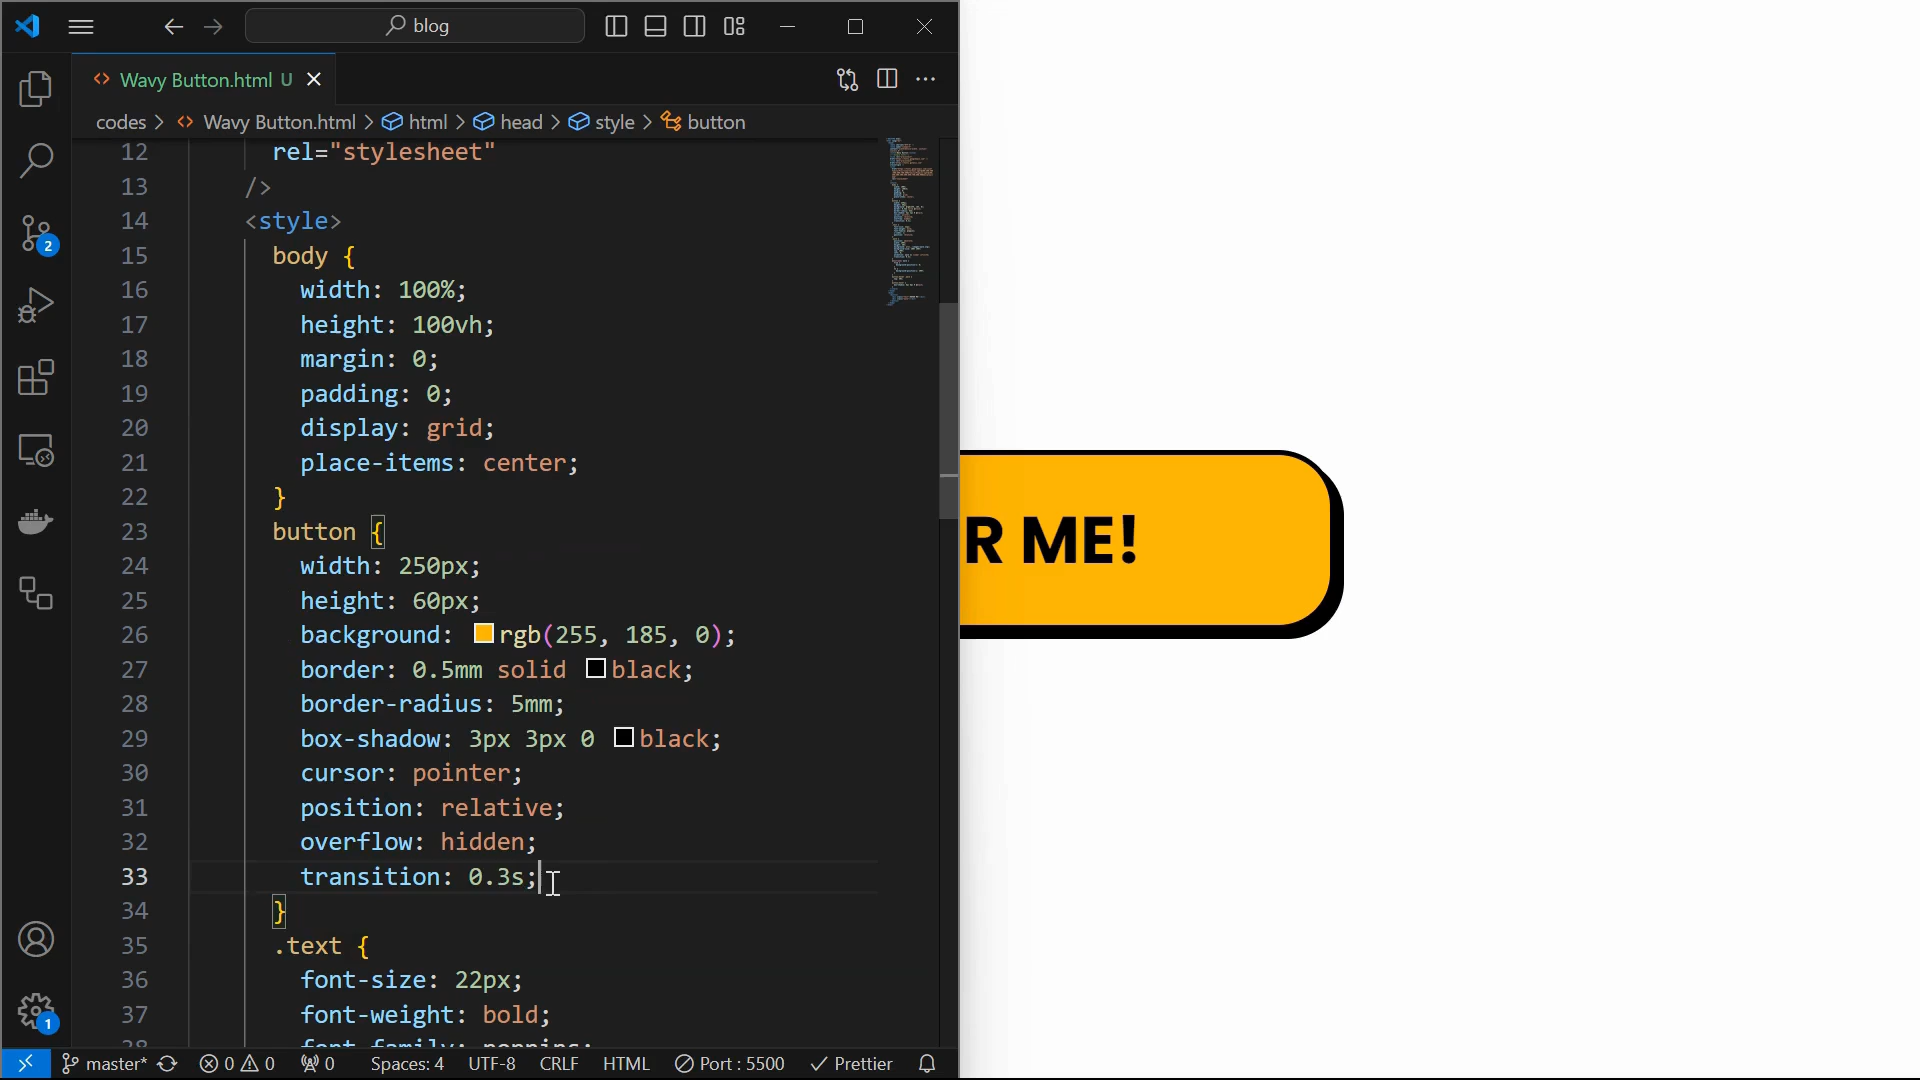 blog
Wavy Button.html U
codes > Wavy Button.html > html > head > style > button
12 rel="stylesheet"
13 />
14 <style>
15 body {
16 width: 100%;
17 height: 100vh;
18 margin: 0;
19 padding: 0;
20 display: grid;
21 place-items: center;
22 }
23 button {
24 width: 250px;
25 height: 60px;
26 background: rgb(255, 185, 0);
27 border: 0.5mm solid black;
28 border-radius: 5mm;
29 box-shadow: 3px 3px 0 black;
30 cursor: pointer;
31 position: relative;
32 overflow: hidden;
33 transition: 0.3s;
34 }
35 .text {
36 font-size: 22px;
37 font-weight: bold;
2
1
R ME!
master* 0 0 0 Spaces: 4 UTF-8 CRLF HTML Port : 5500 Prettier